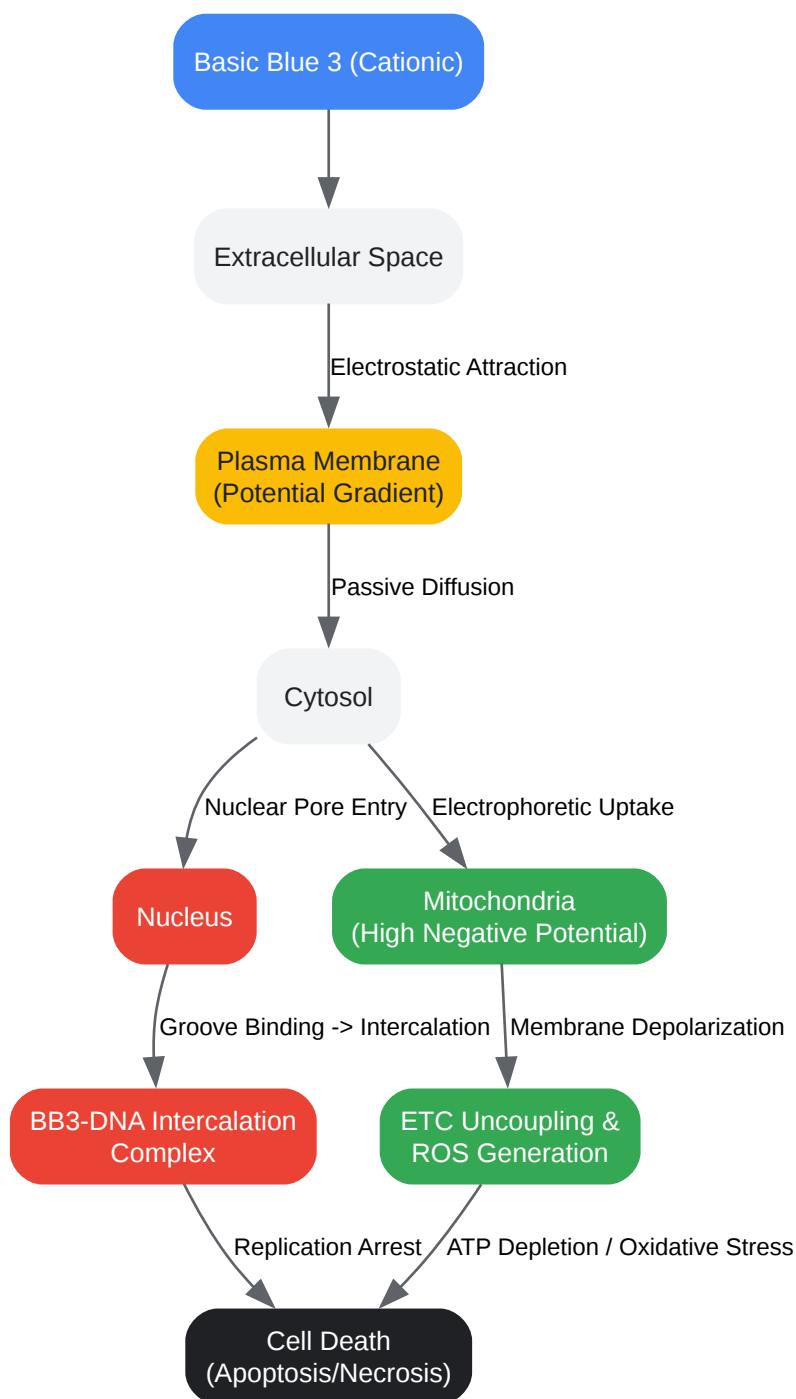 Basic Blue 3 (Cationic)
Extracellular Space
Electrostatic Attraction
Plasma Membrane
(Potential Gradient)
Passive Diffusion
Cytosol
Nuclear Pore Entry
Electrophoretic Uptake
Nucleus
Mitochondria
(High Negative Potential)
Groove Binding -> Intercalation
Membrane Depolarization
BB3-DNA Intercalation
Complex
ETC Uncoupling &
ROS Generation
Replication Arrest
ATP Depletion / Oxidative Stress
Cell Death
(Apoptosis/Necrosis)